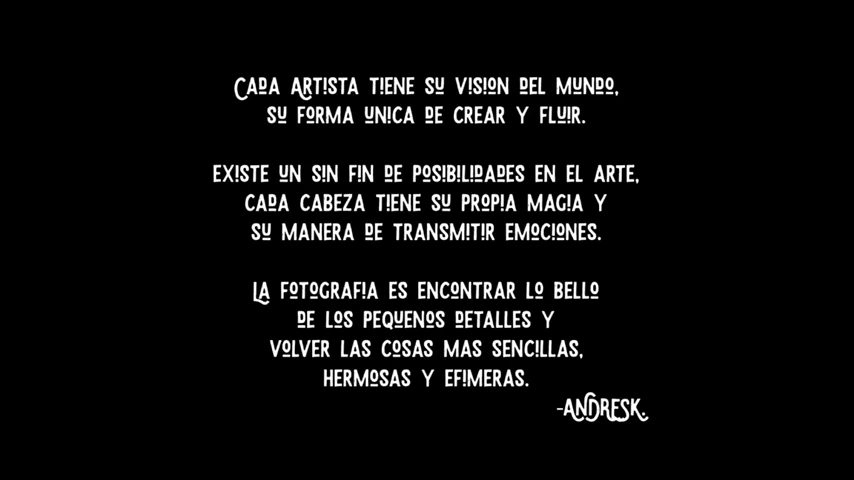 Cada Artista tiene su vision del mundo,
su forma unica de crear y fluir.
existe un sin fin de posibilidades en el arte,
cada cabeza tiene su propia magia y
su manera de transmitir emociones.
La fotografia es encontrar lo bello
de los pequenos detalles y
volver las cosas mas sencillas,
hermosas y efimeras.
-ANDRESK.